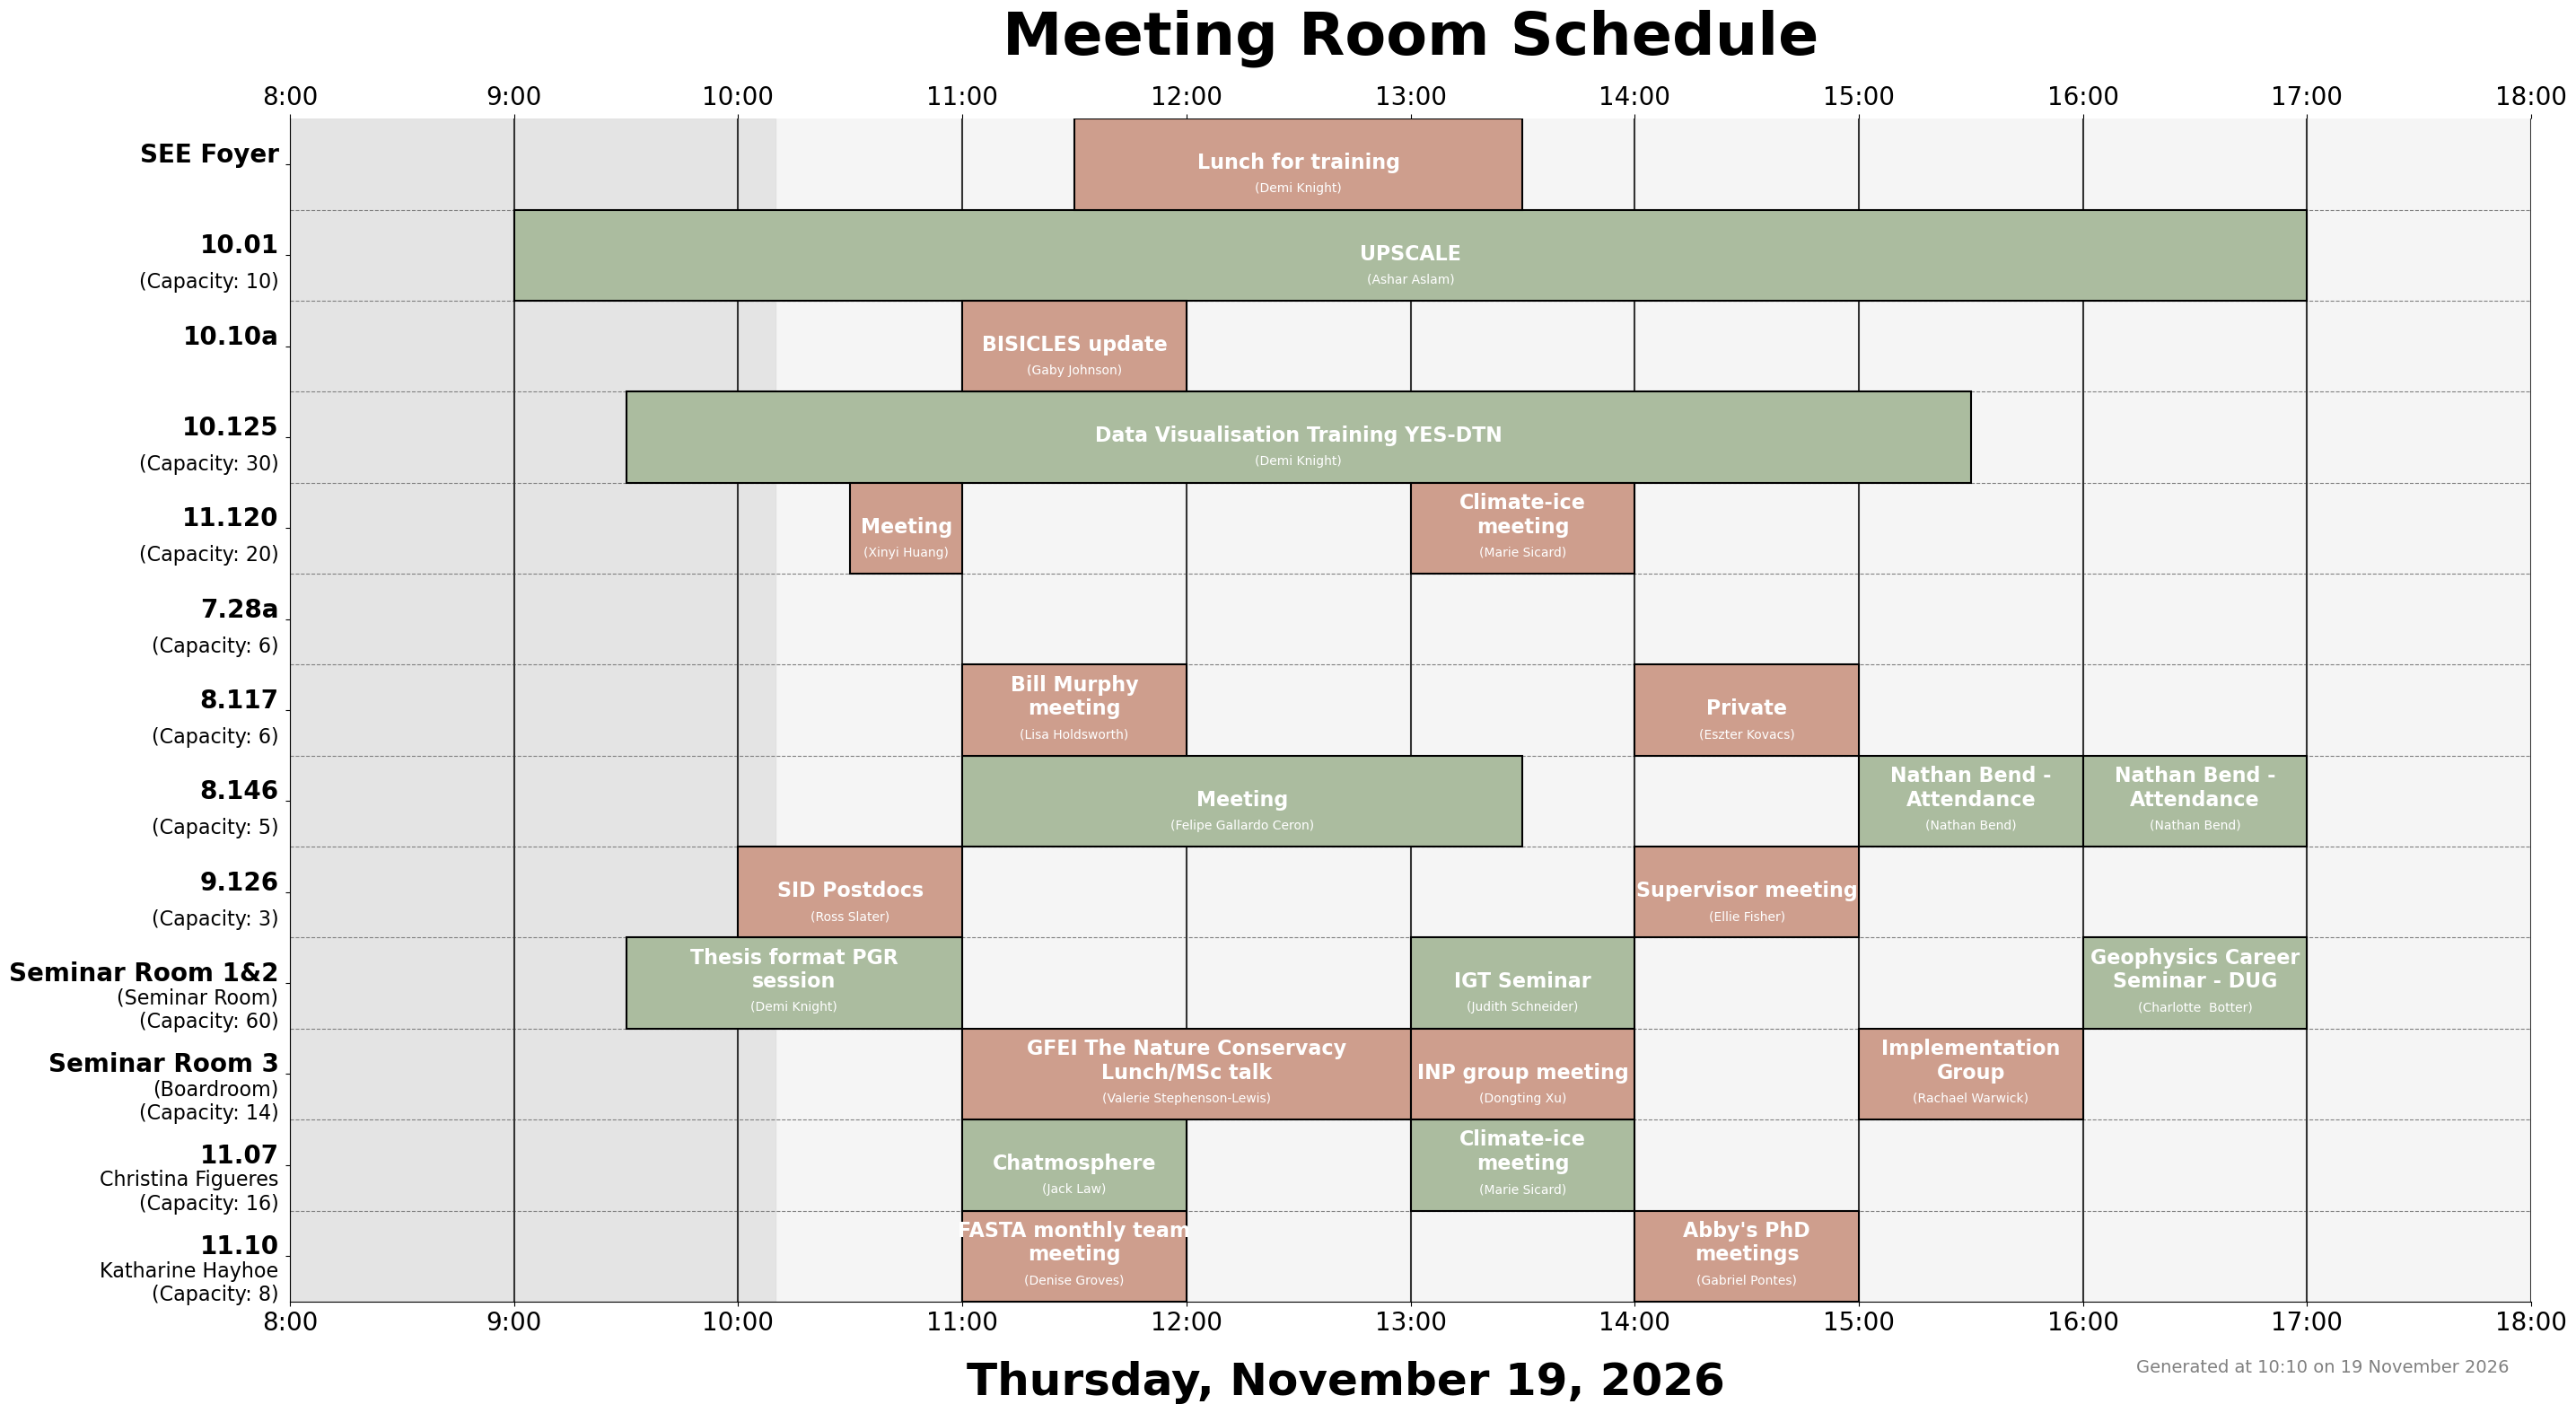 Meeting Room Schedule
8:00 9:00 10:00 11:00 12:00 13:00 14:00 15:00 16:00 17:00 18:00
SEE Foyer
Lunch for training
(Demi Knight)
10.01
(Capacity: 10)
UPSCALE
(Ashar Aslam)
10.10a
BISICLES update
(Gaby Johnson)
10.125
(Capacity: 30)
Data Visualisation Training YES-DTN
(Demi Knight)
11.120
(Capacity: 20)
Meeting
(Xinyi Huang)
Climate-ice
meeting
(Marie Sicard)
7.28a
(Capacity: 6)
8.117
(Capacity: 6)
Bill Murphy
meeting
(Lisa Holdsworth)
Private
(Eszter Kovacs)
8.146
(Capacity: 5)
Meeting
(Felipe Gallardo Ceron)
Nathan Bend -
Attendance
(Nathan Bend)
Nathan Bend -
Attendance
(Nathan Bend)
9.126
(Capacity: 3)
SID Postdocs
(Ross Slater)
Supervisor meeting
(Ellie Fisher)
Seminar Room 1&2
(Seminar Room)
(Capacity: 60)
Thesis format PGR
session
(Demi Knight)
IGT Seminar
(Judith Schneider)
Geophysics Career
Seminar - DUG
(Charlotte  Botter)
Seminar Room 3
(Boardroom)
(Capacity: 14)
GFEI The Nature Conservacy
Lunch/MSc talk
(Valerie Stephenson-Lewis)
INP group meeting
(Dongting Xu)
Implementation
Group
(Rachael Warwick)
11.07
Christina Figueres
(Capacity: 16)
Chatmosphere
(Jack Law)
Climate-ice
meeting
(Marie Sicard)
11.10
Katharine Hayhoe
(Capacity: 8)
FASTA monthly team
meeting
(Denise Groves)
Abby's PhD
meetings
(Gabriel Pontes)
8:00 9:00 10:00 11:00 12:00 13:00 14:00 15:00 16:00 17:00 18:00
Thursday, November 19, 2026
Generated at 10:10 on 19 November 2026